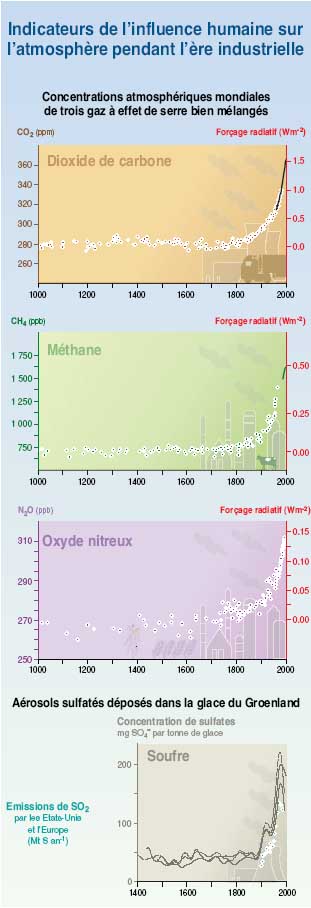 Indicateurs de l'influence humaine sur
l'atmosphère pendant l'ère industrielle
Concentrations atmosphériques mondiales
de trois gaz à effet de serre bien mélangés
CO2 (ppm)
Forçage radiatif (Wm-2)
Dioxide de carbone
360
340
320
300
280
260
1.5
1.0
0.5
0.0
1000 1200 1400 1600 1800 2000
CH4 (ppb)
Forçage radiatif (Wm-2)
Méthane
1 750
1 500
1 250
1 000
750
0.50
0.25
0.00
1000 1200 1400 1600 1800 2000
N2O (ppb)
Forçage radiatif (Wm-2)
Oxyde nitreux
310
290
270
250
0.15
0.10
0.05
0.00
1000 1200 1400 1600 1800 2000
Aérosols sulfatés déposés dans la glace du Groenland
Concentration de sulfates
mg SO4-- par tonne de glace
Soufre
200
100
0
Emissions de SO2
par les Etats-Unis
et l'Europe
(Mt S an-1)
1400 1600 1800 2000